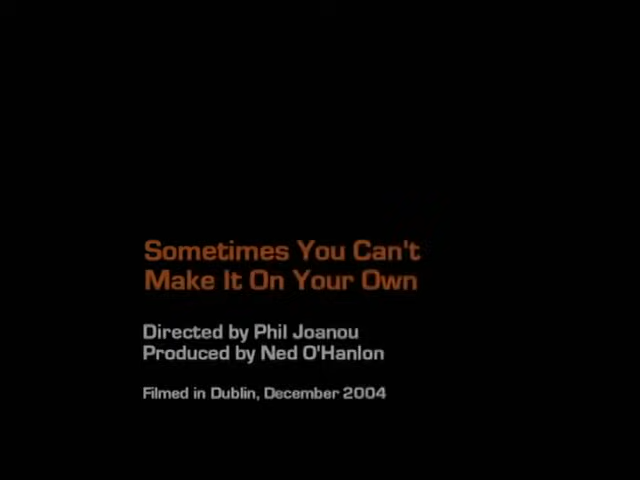 Sometimes You Can't
Make It On Your Own
Directed by Phil Joanou
Produced by Ned O'Hanlon
Filmed in Dublin, December 2004